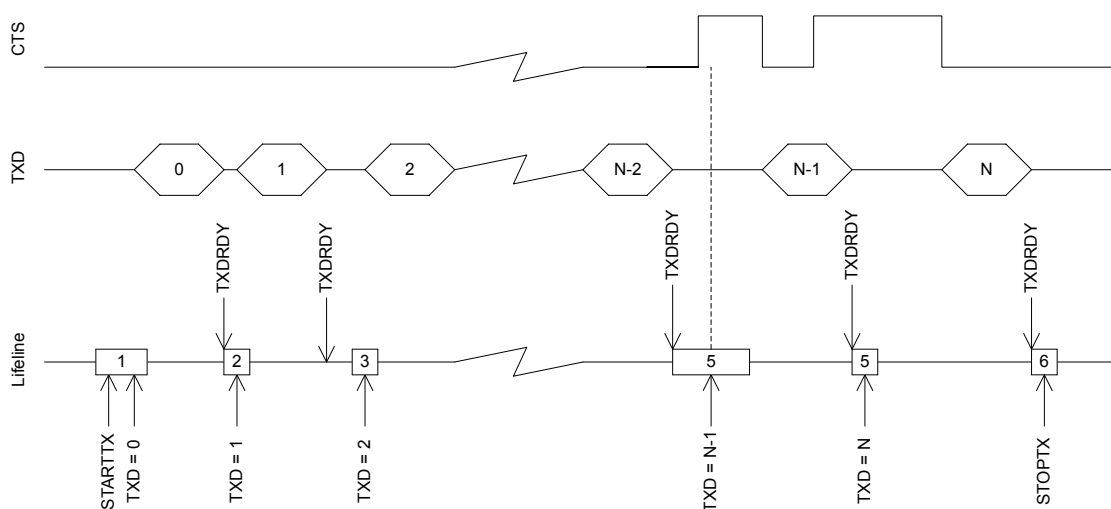 CTS
TXD
0
1
2
N-2
N-1
N
TXDRDY
TXDRDY
TXDRDY
TXDRDY
TXDRDY
Lifeline
1
2
3
5
5
6
STARTTX
TXD = 0
TXD = 1
TXD = 2
TXD = N-1
TXD = N
STOPTX